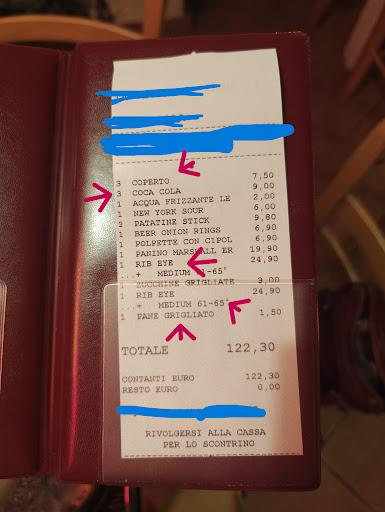 3 COPERTO 7,50
3 COCA COLA 9,00
1 ACQUA FRIZZANTE LE 2,00
1 NEW YORK SOUR 6,00
2 PATATINE STICK 9,80
1 BEER ONION RINGS 6,90
1 POLPETTE CON CIPOL 6,90
1 PANINO MARSHALL ER 19,90
1 RIB EYE 24,90
...+ MEDIUM 61-65°
1 ZUCCHINE GRIGLIATE 3,00
1 RIB EYE 24,90
...+ MEDIUM 61-65°
1 PANE GRIGLIATO 1,50
TOTALE 122,30
CONTANTI EURO 122,30
RESTO EURO 0,00
RIVOLGERSI ALLA CASSA
PER LO SCONTRINO